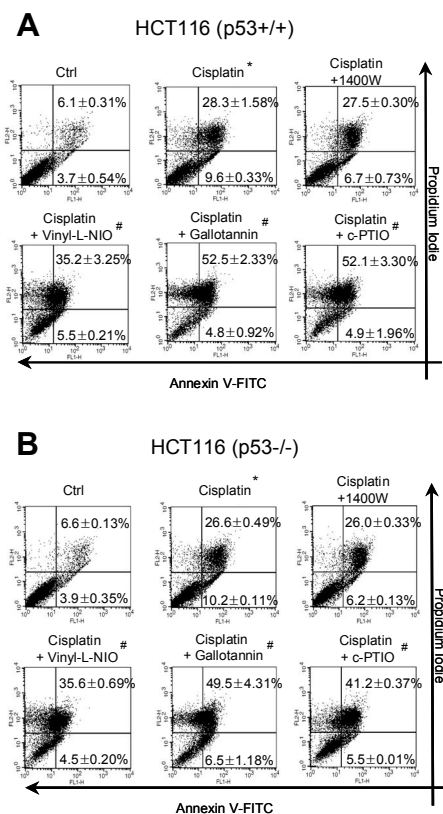 A
HCT116 (p53+/+)
Ctrl
Cisplatin *
Cisplatin
+1400W
6.1±0.31%
3.7±0.54%
28.3±1.58%
9.6±0.33%
27.5±0.30%
6.7±0.73%
Cisplatin
+ Vinyl-L-NIO #
Cisplatin
+ Gallotannin #
Cisplatin
+ c-PTIO #
35.2±3.25%
5.5±0.21%
52.5±2.33%
4.8±0.92%
52.1±3.30%
4.9±1.96%
FL2-H
FL1-H
Propidium Iodie
Annexin V-FITC
B
HCT116 (p53-/-)
Ctrl
Cisplatin *
Cisplatin
+1400W
6.6±0.13%
3.9±0.35%
26.6±0.49%
10.2±0.11%
26.0±0.33%
6.2±0.13%
Cisplatin
+ Vinyl-L-NIO #
Cisplatin
+ Gallotannin #
Cisplatin
+ c-PTIO #
35.6±0.69%
4.5±0.20%
49.5±4.31%
6.5±1.18%
41.2±0.37%
5.5±0.01%
FL2-H
FL1-H
Propidium Iodie
Annexin V-FITC